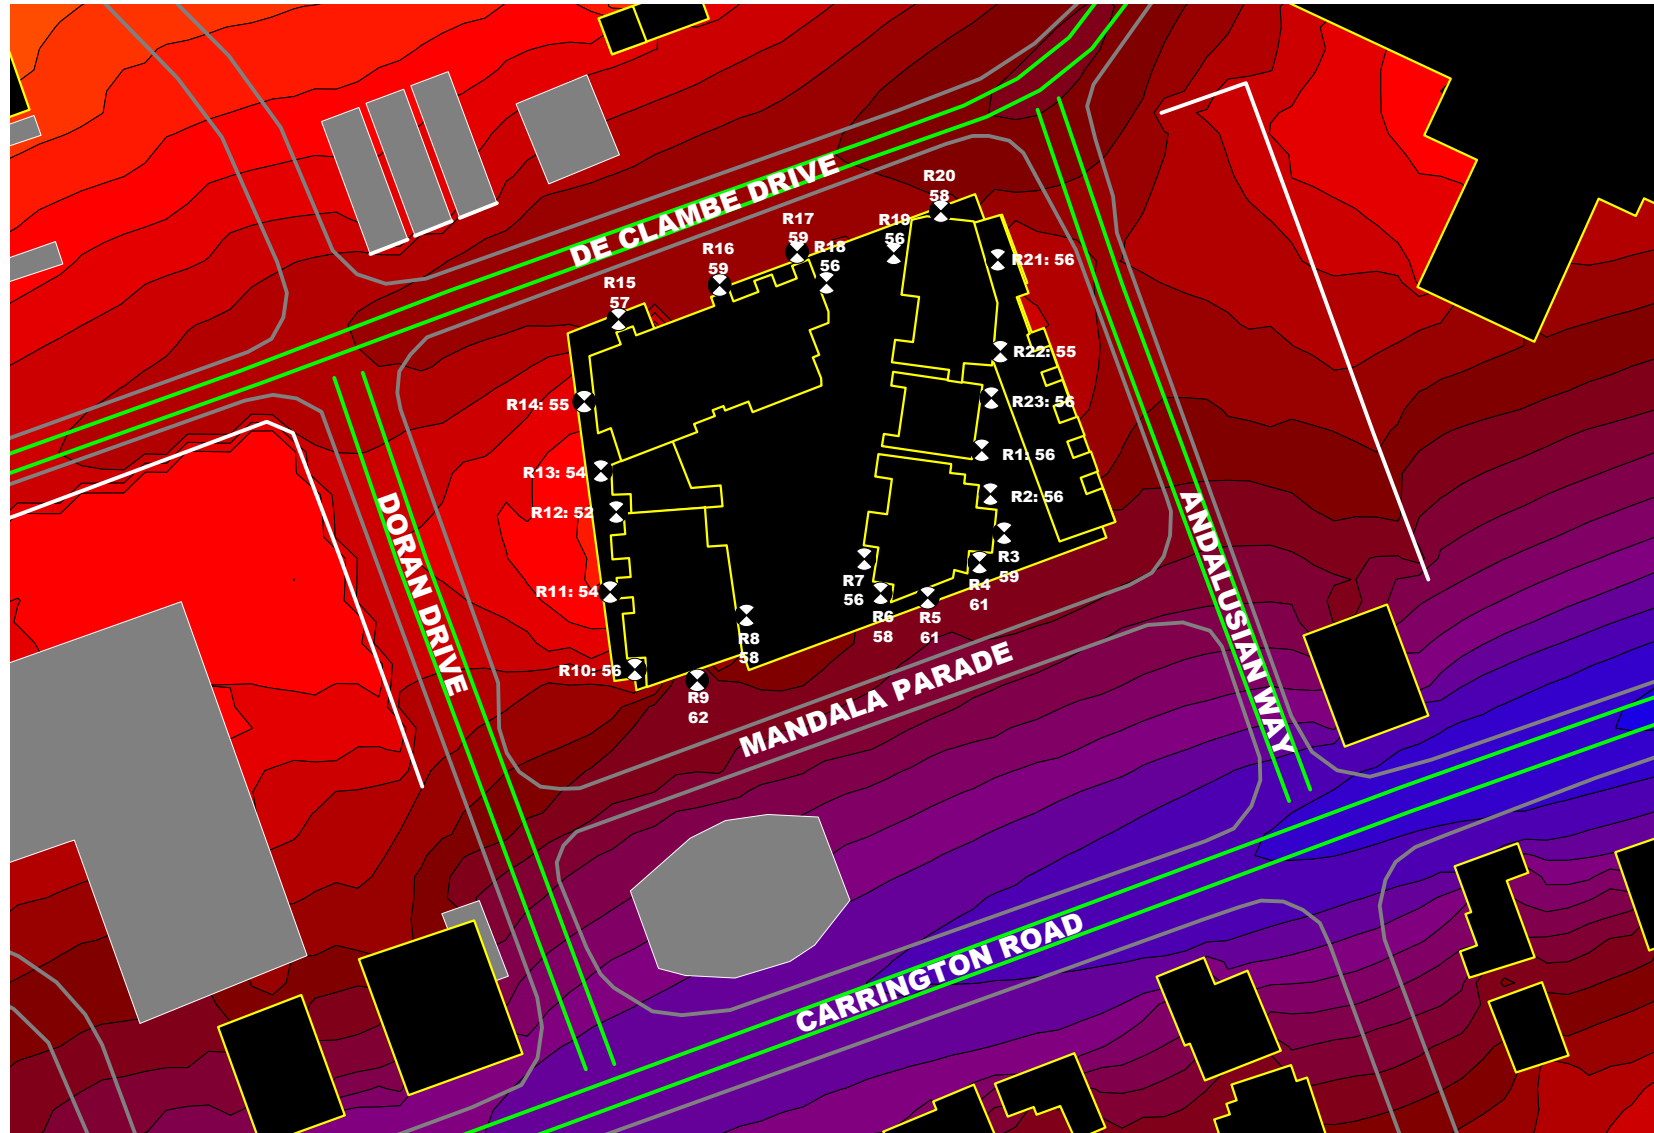 R20
58
DE CLAMBE DRIVE
R17
59
R19
56
R18
56
R16
59
R21: 56
R15
57
R22: 55
R14: 55
R23: 56
R1: 56
R13: 54
R2: 56
R12: 52
DORAN DRIVE
ANDALUSIAN WAY
R3
59
R7
56
R4
61
R11: 54
R6
58
R5
61
R8
58
R10: 56
R9
62
MANDALA PARADE
CARRINGTON ROAD